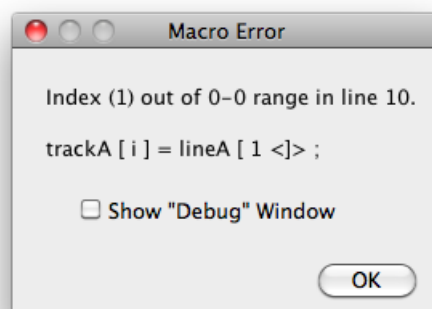 Macro Error
Index (1) out of 0-0 range in line 10.
trackA [ i ] = lineA [ 1 <]> ;
Show "Debug" Window
OK